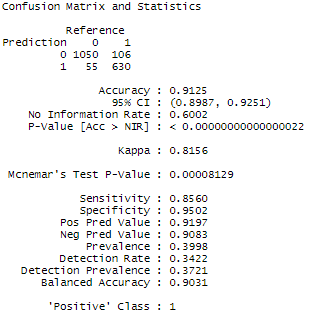 Confusion Matrix and Statistics
Reference
Prediction 0 1
0 1050 106
1 55 630
Accuracy : 0.9125
95% CI : (0.8987, 0.9251)
No Information Rate : 0.6002
P-Value [Acc > NIR] : < 0.00000000000000022
Kappa : 0.8156
Mcnemar's Test P-Value : 0.00008129
Sensitivity : 0.8560
Specificity : 0.9502
Pos Pred Value : 0.9197
Neg Pred Value : 0.9083
Prevalence : 0.3998
Detection Rate : 0.3422
Detection Prevalence : 0.3721
Balanced Accuracy : 0.9031
'Positive' Class : 1